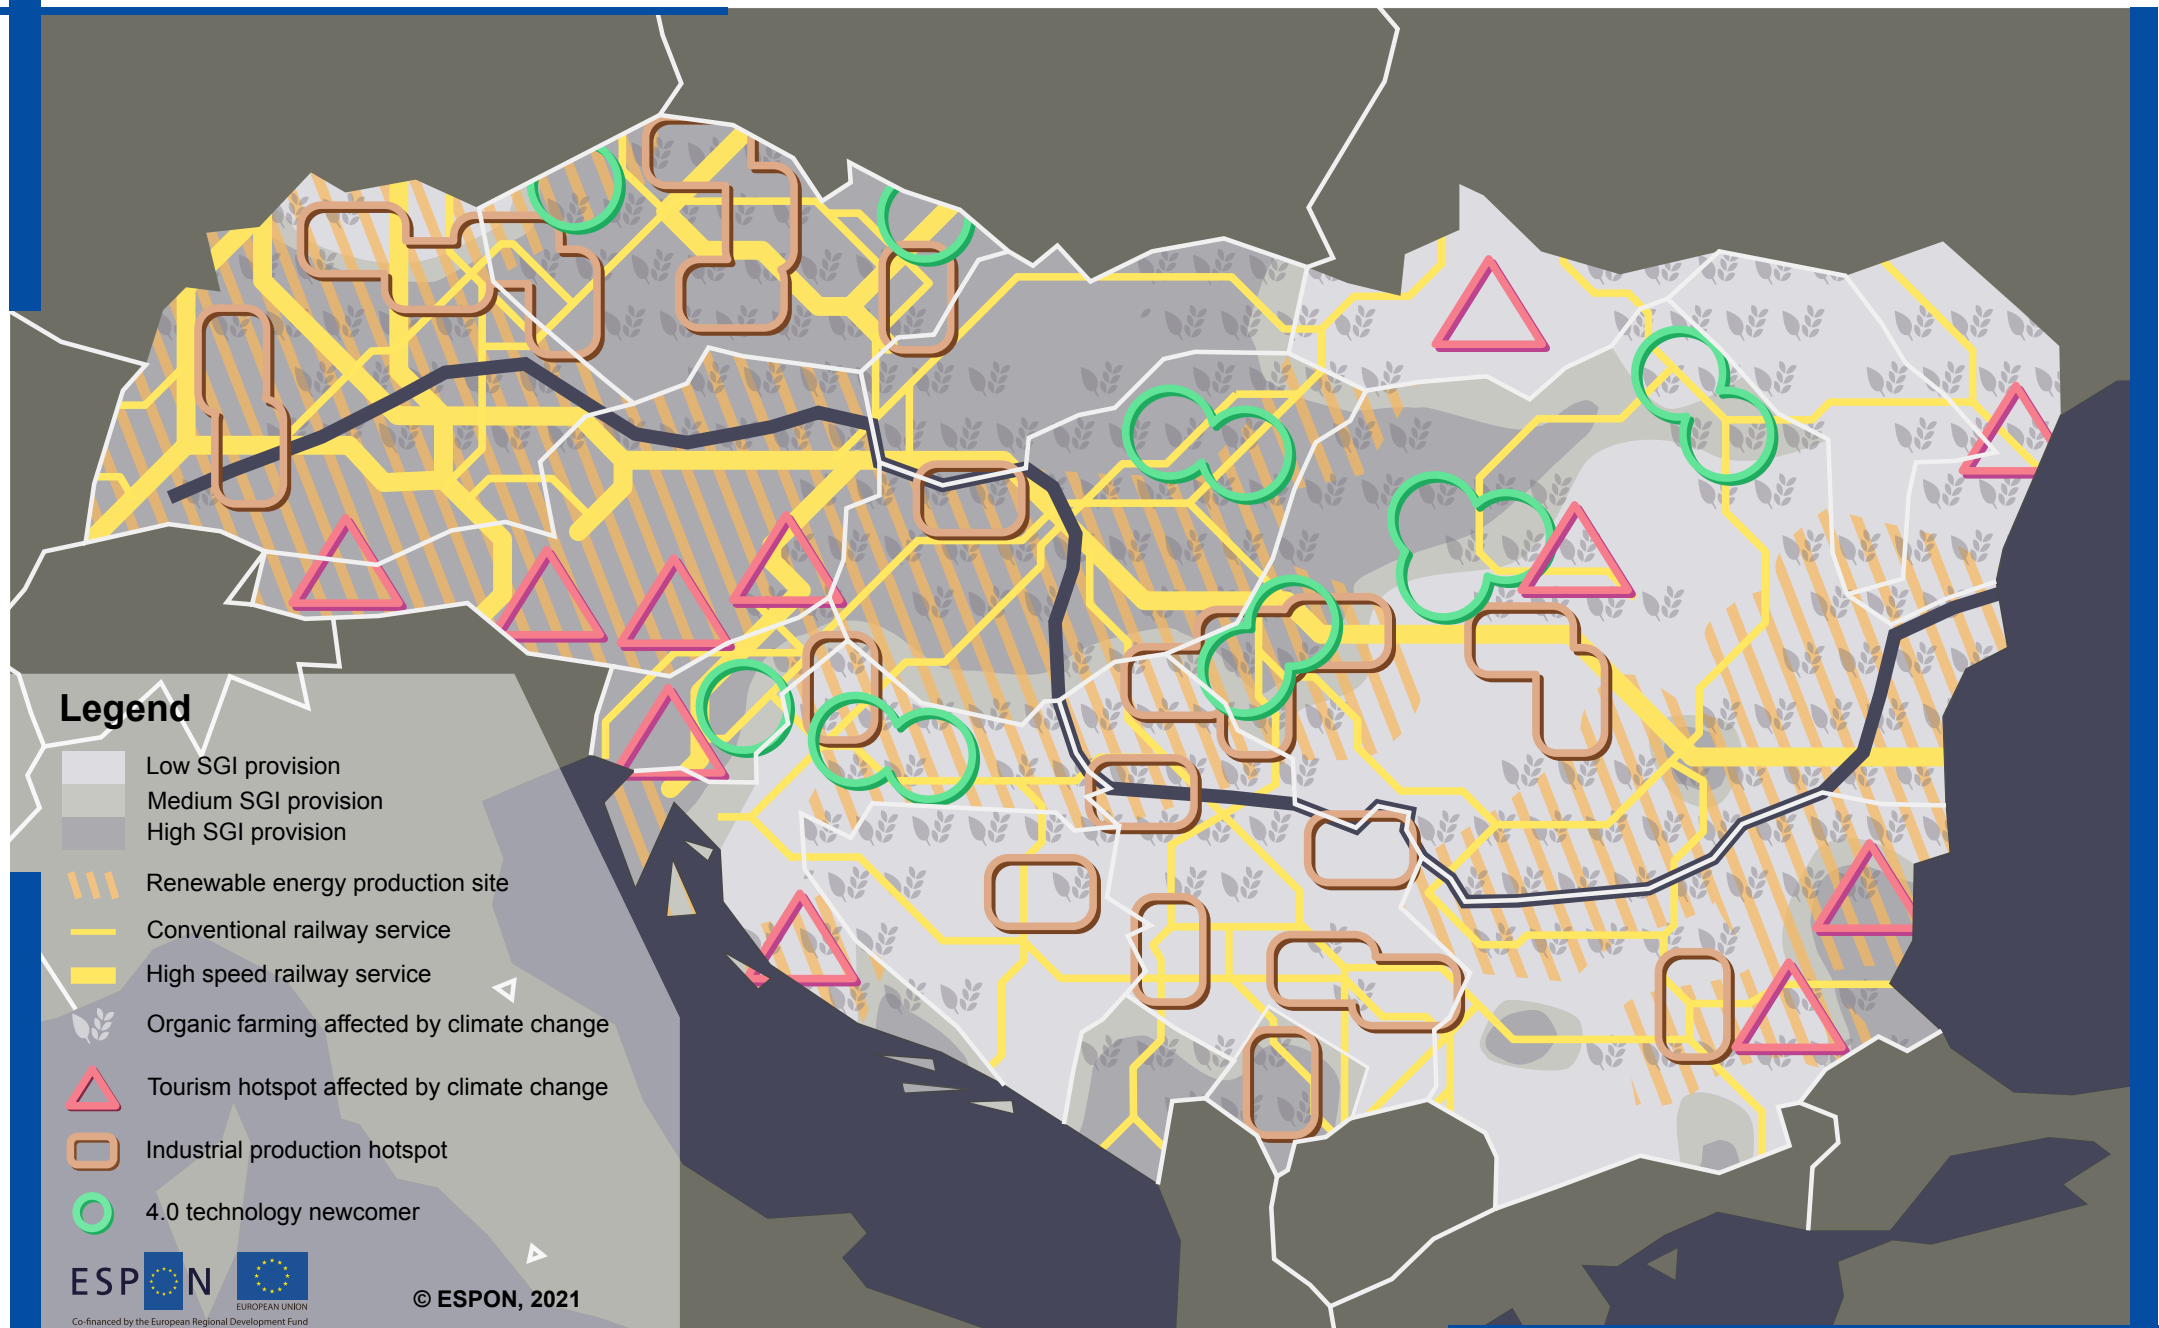 Legend
Low SGI provision
Medium SGI provision
High SGI provision
Renewable energy production site
Conventional railway service
High speed railway service
Organic farming affected by climate change
Tourism hotspot affected by climate change
Industrial production hotspot
4.0 technology newcomer
ESPON
EUROPEAN UNION
© ESPON, 2021
Co-financed by the European Regional Development Fund